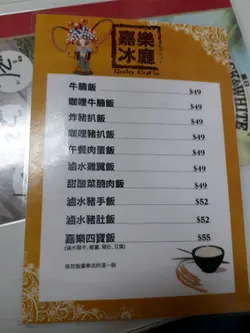 嘉樂
冰廳
牛腩飯 $49
咖喱牛腩飯 $49
炸豬扒飯 $49
咖喱豬扒飯 $49
午餐肉蛋飯 $49
滷水雞翼飯 $49
甜酸菜腩肉飯 $49
滷水豬手飯 $52
滷水豬肚飯 $52
嘉樂四寶飯 $55